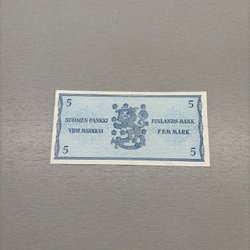 5 5
SUOMEN PANKKI FINLANDS BANK
VIISI MARKKAA FEM MARK
5 5